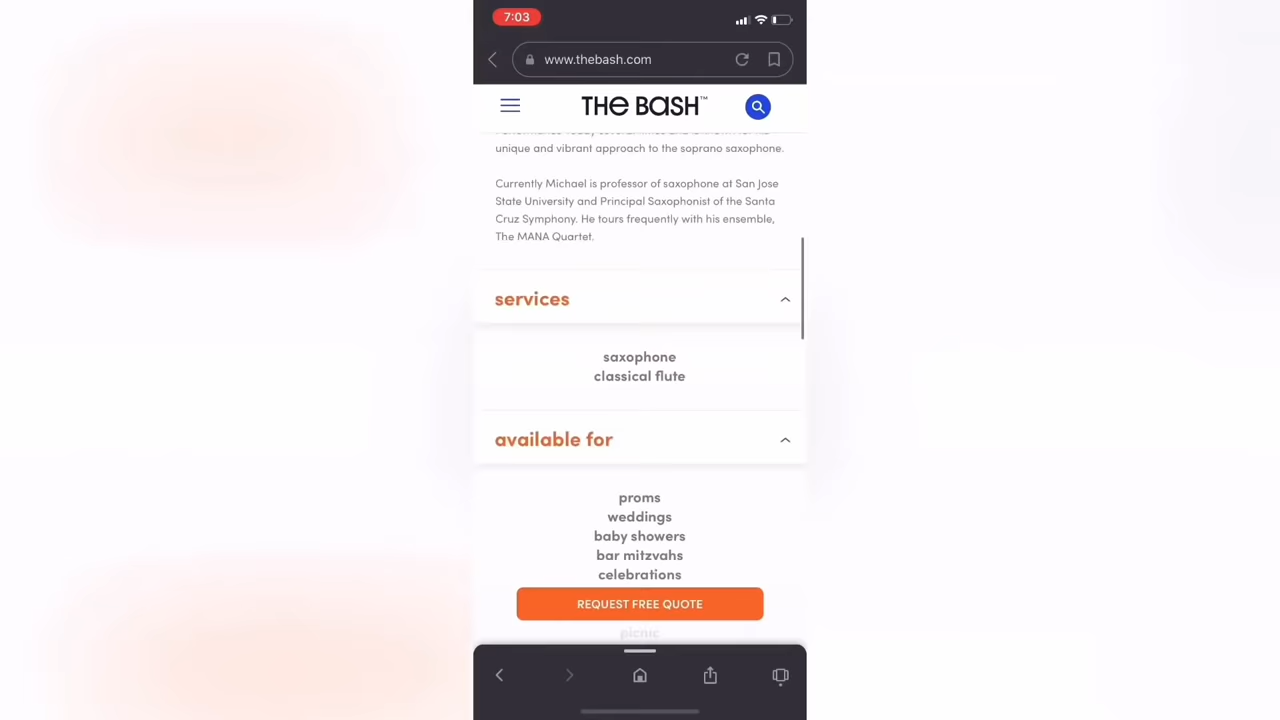 7:03
www.thebash.com
THE BASH™
unique and vibrant approach to the soprano saxophone.
Currently Michael is professor of saxophone at San Jose
State University and Principal Saxophonist of the Santa
Cruz Symphony. He tours frequently with his ensemble,
The MANA Quartet.
services
saxophone
classical flute
available for
proms
weddings
baby showers
bar mitzvahs
celebrations
REQUEST FREE QUOTE
picnic